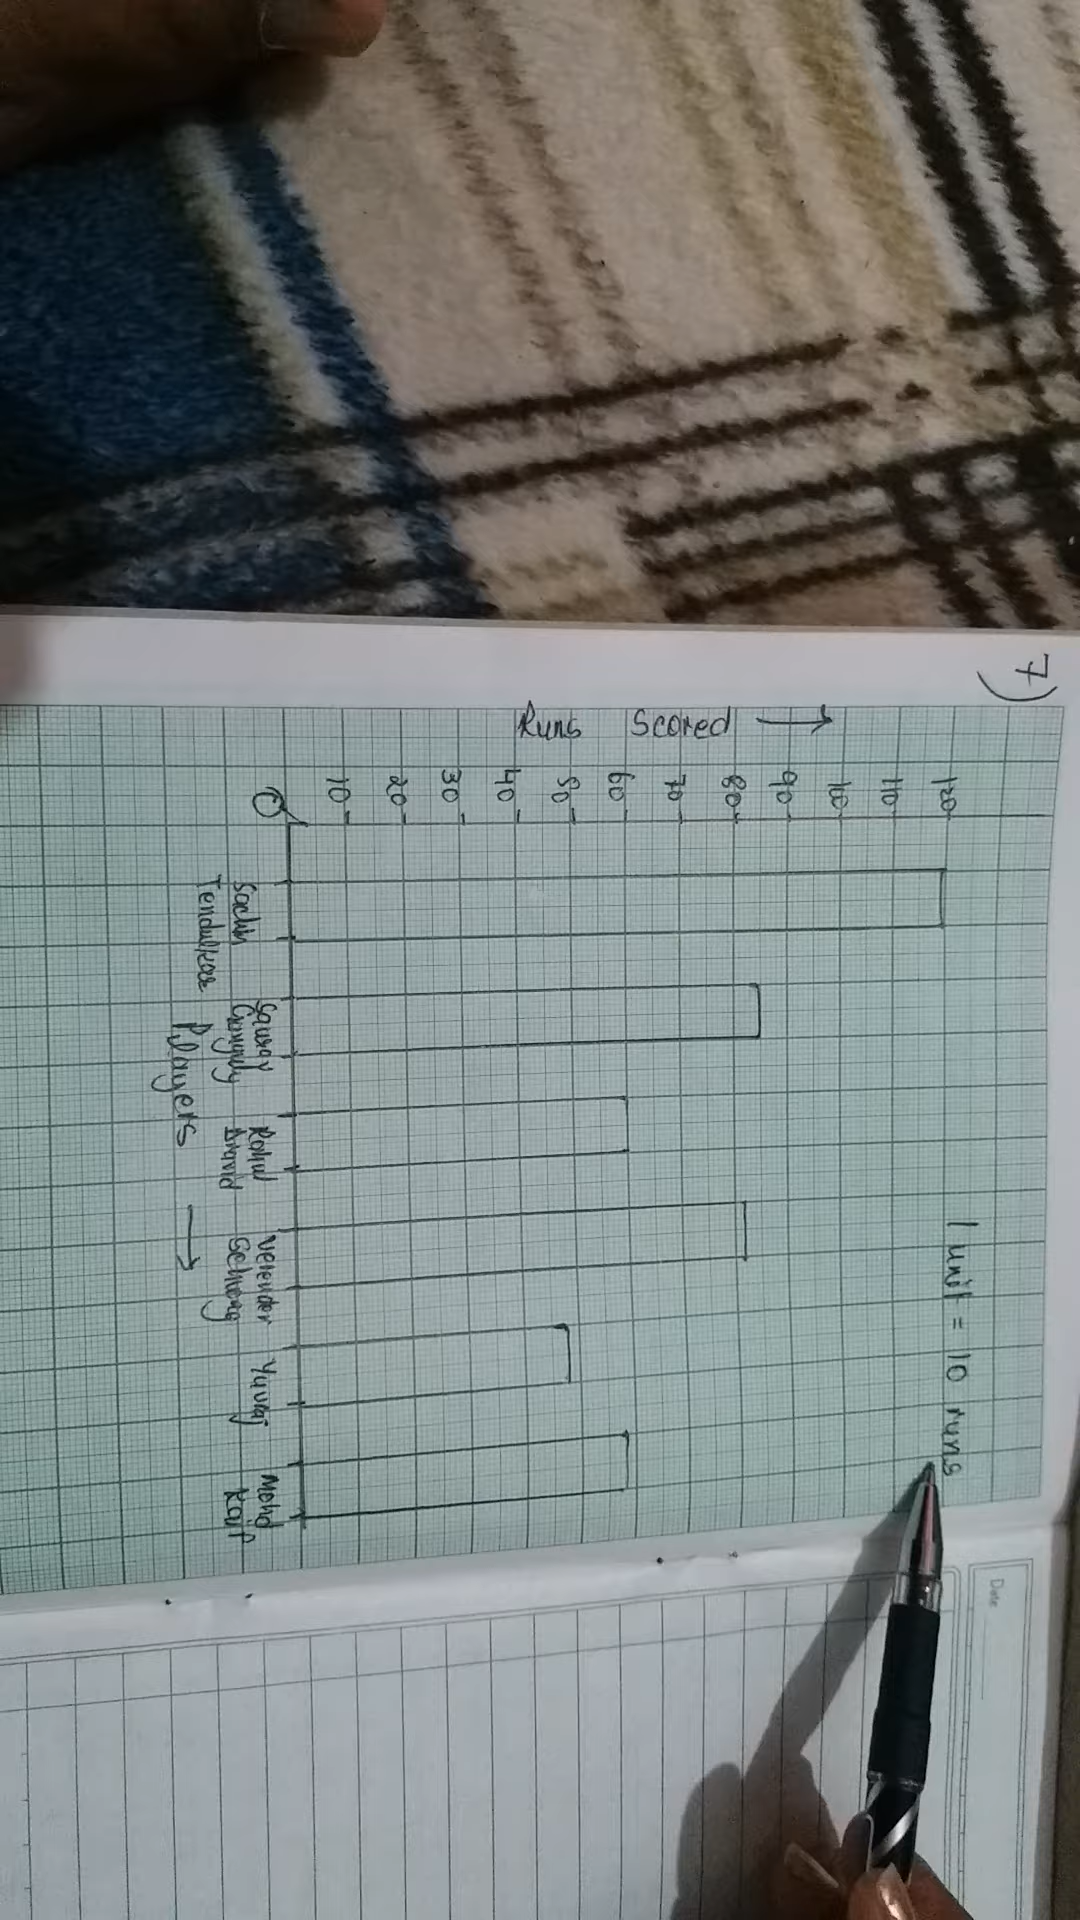 7)
1 unit = 10 runs
Runs Scored →
120
110
100
90
80
70
60
50
40
30
20
10
O
Sachin
Tendulkar
Sourav
Rahul
Dravid
Virender
Sehwag
Yuvraj
Mohd
Kaif
Players →
Date